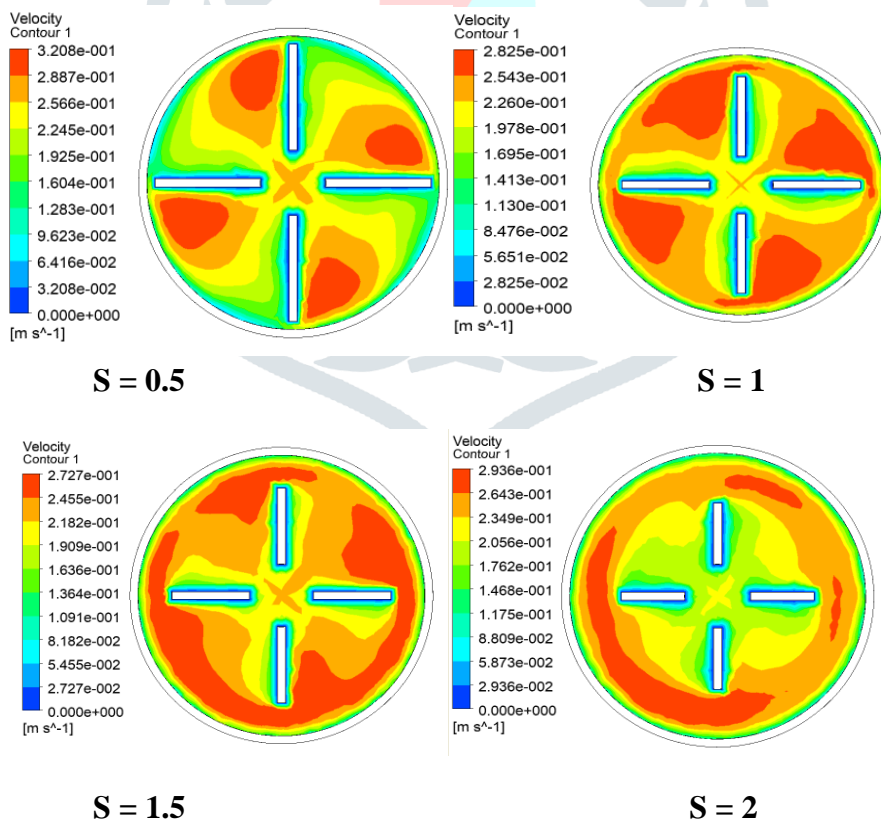 Velocity
Contour 1
3.208e-001
2.887e-001
2.566e-001
2.245e-001
1.925e-001
1.604e-001
1.283e-001
9.623e-002
6.416e-002
3.208e-002
0.000e+000
[m s^-1]
Velocity
Contour 1
2.825e-001
2.543e-001
2.260e-001
1.978e-001
1.695e-001
1.413e-001
1.130e-001
8.476e-002
5.651e-002
2.825e-002
0.000e+000
[m s^-1]
S = 0.5
S = 1
Velocity
Contour 1
2.727e-001
2.455e-001
2.182e-001
1.909e-001
1.636e-001
1.364e-001
1.091e-001
8.182e-002
5.455e-002
2.727e-002
0.000e+000
[m s^-1]
Velocity
Contour 1
2.936e-001
2.643e-001
2.349e-001
2.056e-001
1.762e-001
1.468e-001
1.175e-001
8.809e-002
5.873e-002
2.936e-002
0.000e+000
[m s^-1]
S = 1.5
S = 2